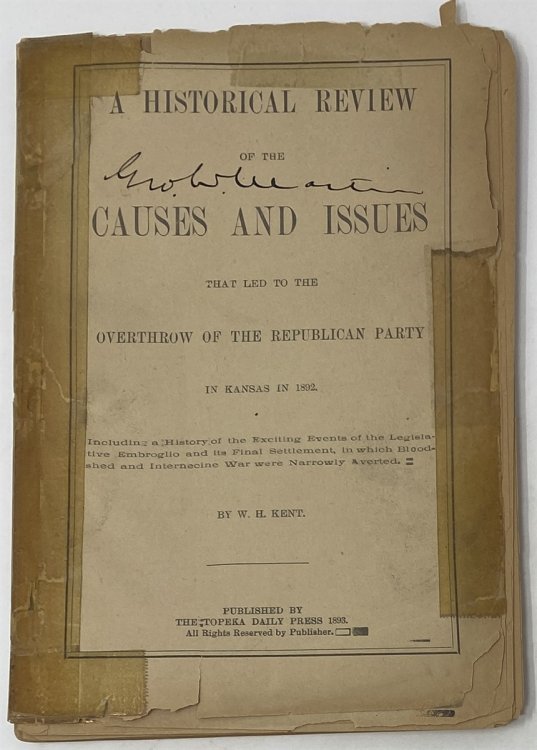 A HISTORICAL REVIEW
OF THE
Geo. W. Martin
CAUSES AND ISSUES
THAT LED TO THE
OVERTHROW OF THE REPUBLICAN PARTY
IN KANSAS IN 1892.
Including a History of the Exciting Events of the Legisla-
tive Embroglio and its Final Settlement, in which Blood-
shed and Internecine War were Narrowly Averted.
BY W. H. KENT.
PUBLISHED BY
THE TOPEKA DAILY PRESS 1893.
All Rights Reserved by Publisher.